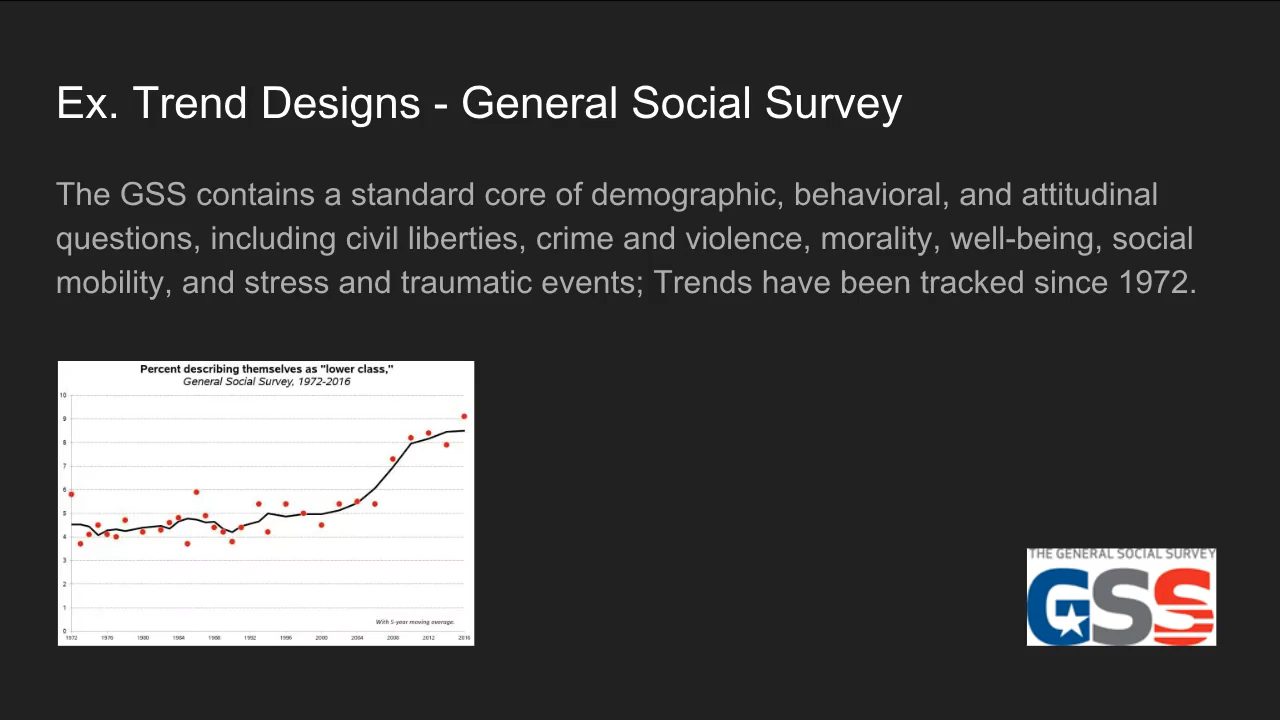 Ex. Trend Designs - General Social Survey
The GSS contains a standard core of demographic, behavioral, and attitudinal
questions, including civil liberties, crime and violence, morality, well-being, social
mobility, and stress and traumatic events; Trends have been tracked since 1972.
Percent describing themselves as "lower class,"
General Social Survey, 1972-2016
10
9
8
7
6
5
4
3
2
1
0
With 5-year moving average.
1972 1976 1980 1984 1988 1992 1996 2000 2004 2008 2012 2016
THE GENERAL SOCIAL SURVEY
GSS